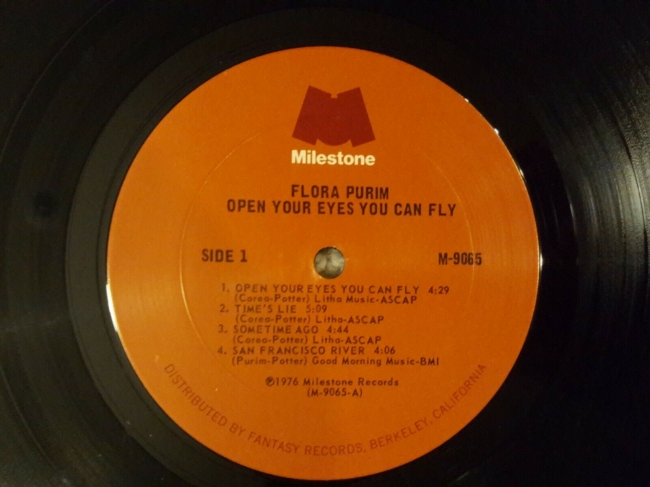 Milestone
FLORA PURIM
OPEN YOUR EYES YOU CAN FLY
SIDE 1
M-9065
1. OPEN YOUR EYES YOU CAN FLY 4:29
(Corea-Potter) Litha Music-ASCAP
2. TIME'S LIE 5:09
(Corea-Potter) Litha-ASCAP
3. SOMETIME AGO 4:44
(Corea-Potter) Litha-ASCAP
4. SAN FRANCISCO RIVER 4:06
(Purim-Potter) Good Morning Music-BMI
℗1976 Milestone Records
(M-9065-A)
DISTRIBUTED BY FANTASY RECORDS, BERKELEY, CALIFORNIA